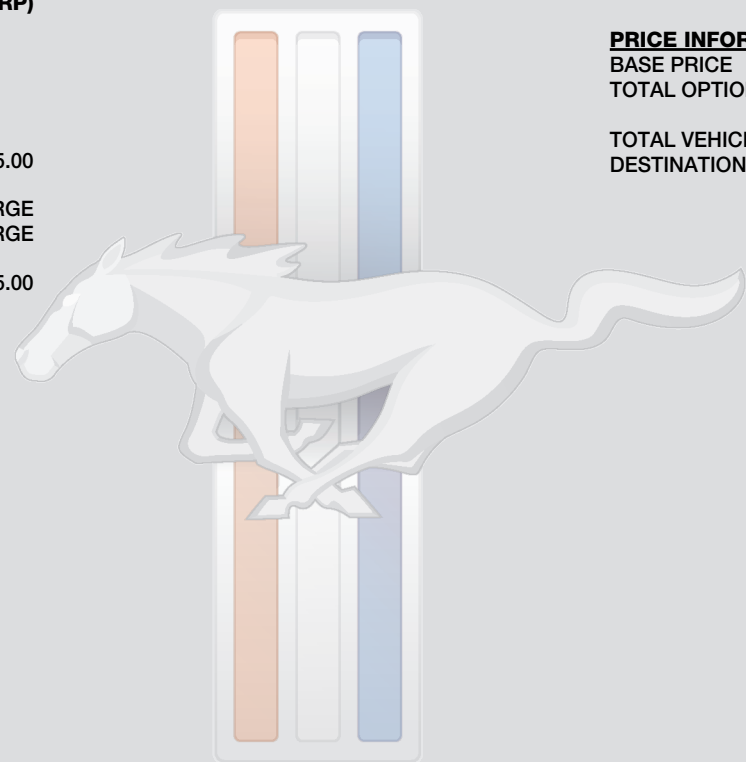 RP)
5.00
RGE
RGE
5.00
PRICE INFOR
BASE PRICE
TOTAL OPTIO
TOTAL VEHICL
DESTINATION